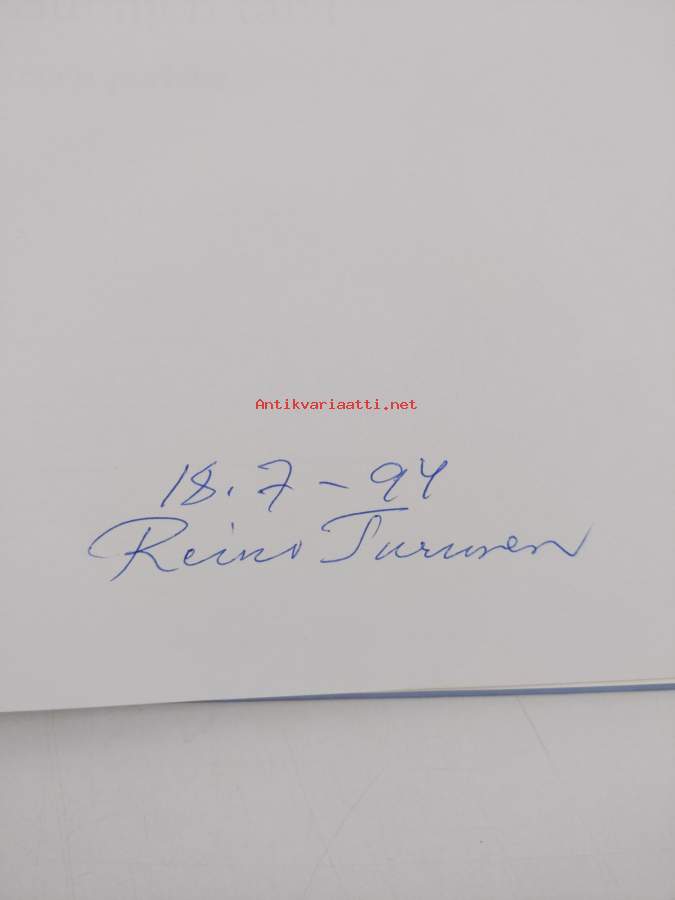 Antikvariaatti.net
18.7 - 94
Reino Turunen